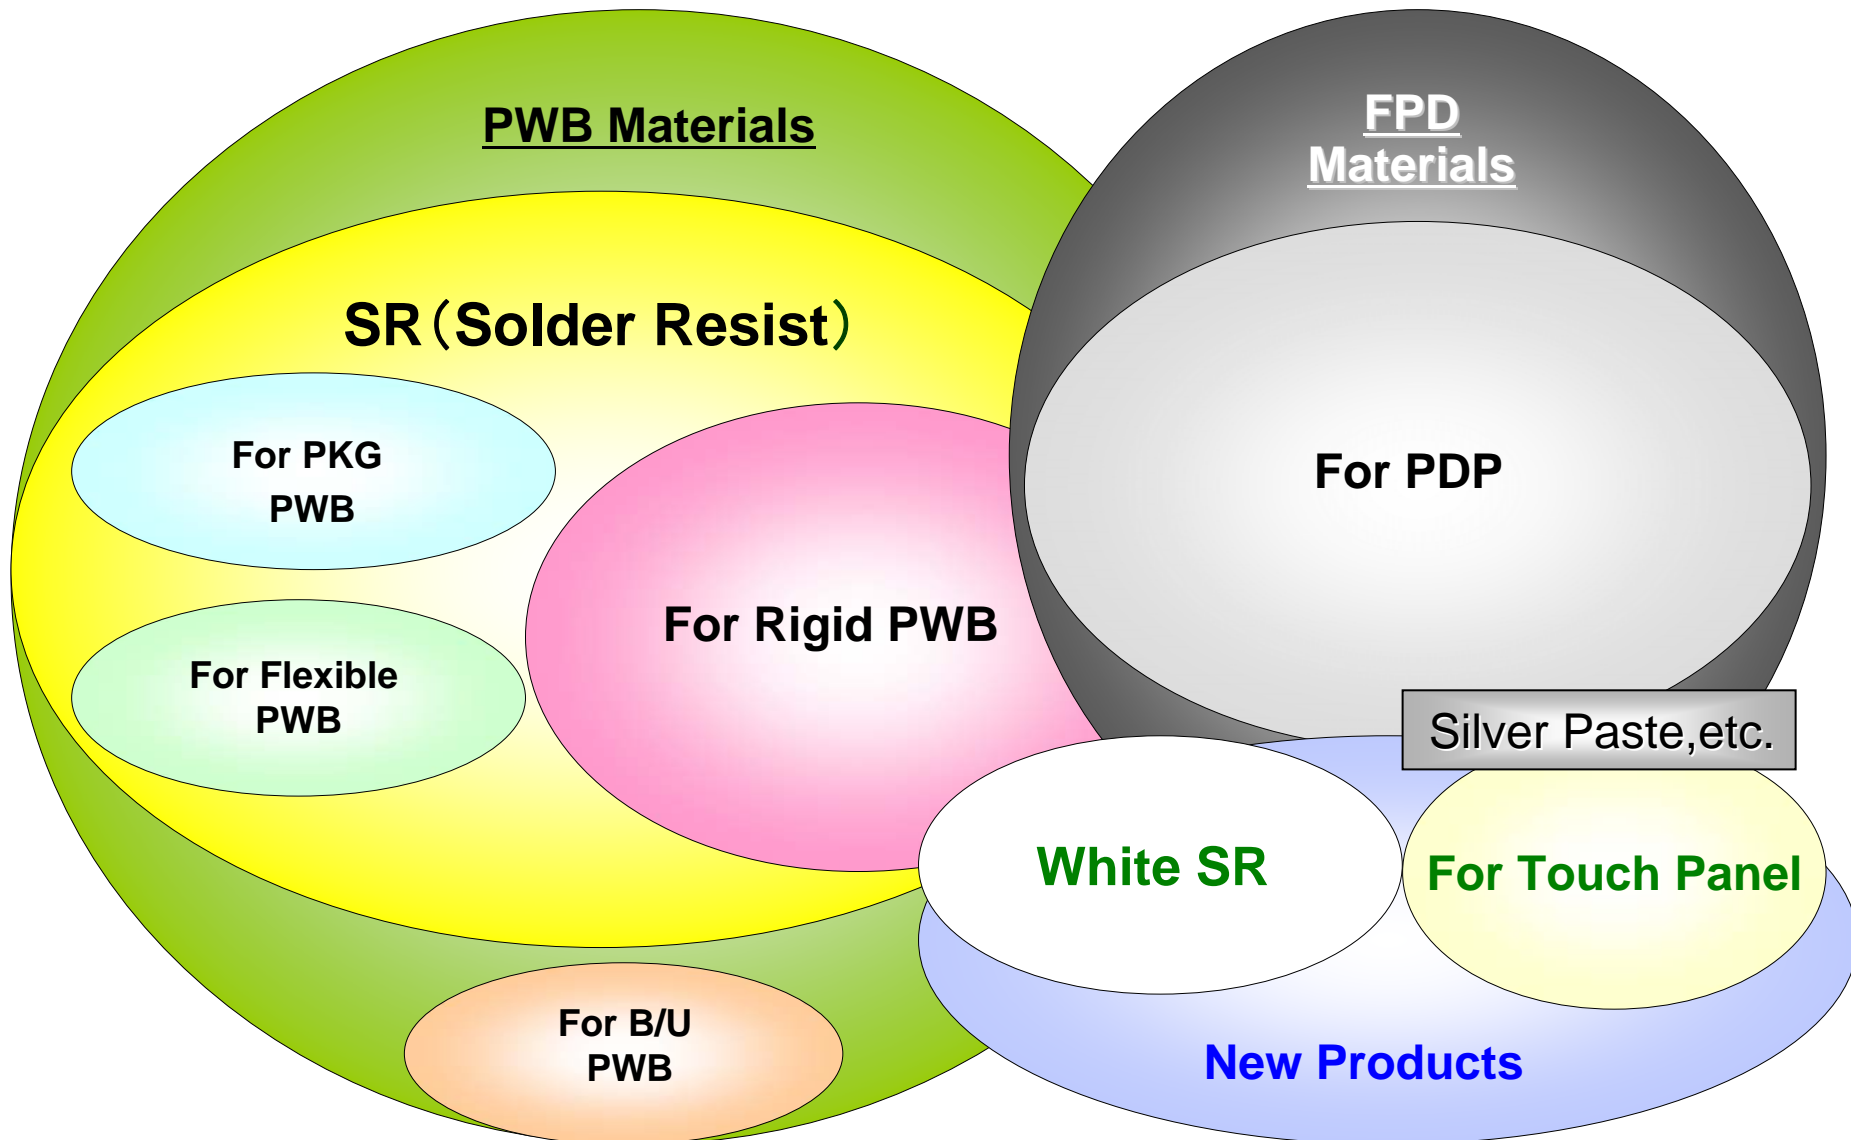 PWB Materials
FPD
Materials
SR（Solder Resist）
For PKG
PWB
For PDP
For Rigid PWB
For Flexible
PWB
Silver Paste,etc.
White SR
For Touch Panel
For B/U
PWB
New Products